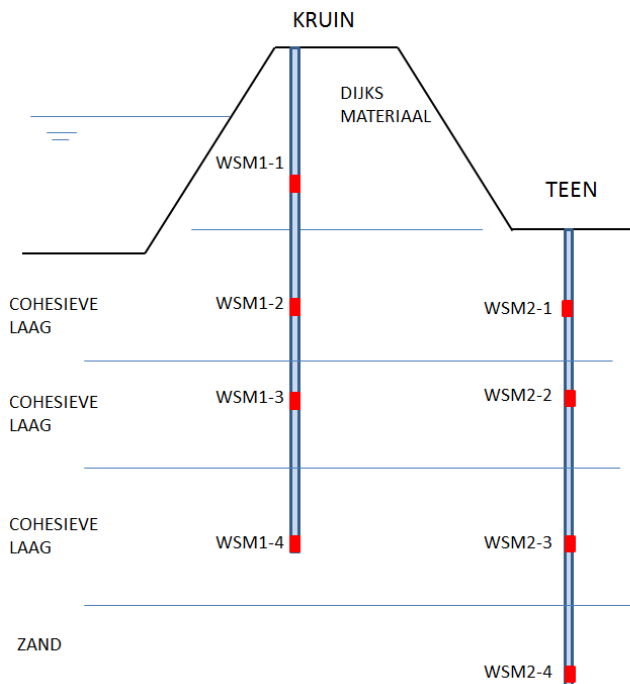 KRUIN
DIJKS
MATERIAAL
WSM1-1
TEEN
COHESIEVE
LAAG
WSM1-2
WSM2-1
COHESIEVE
LAAG
WSM1-3
WSM2-2
COHESIEVE
LAAG
WSM1-4
WSM2-3
ZAND
WSM2-4